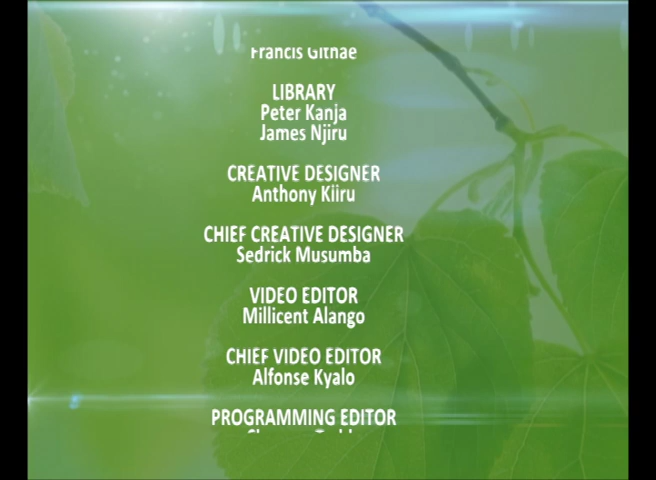 Francis Githae
LIBRARY
Peter Kanja
James Njiru
CREATIVE DESIGNER
Anthony Kiiru
CHIEF CREATIVE DESIGNER
Sedrick Musumba
VIDEO EDITOR
Millicent Alango
CHIEF VIDEO EDITOR
Alfonse Kyalo
PROGRAMMING EDITOR